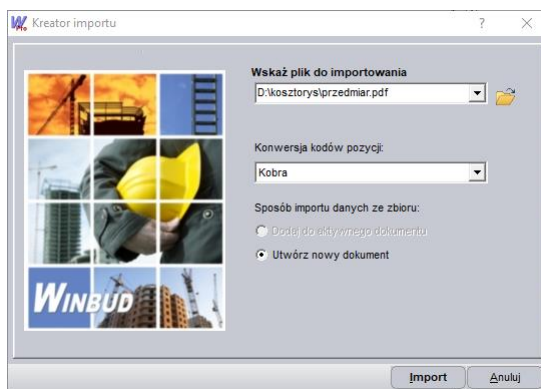 Kreator importu
Wskaż plik do importowania
D:\kosztorys\przedmiar.pdf
Konwersja kodów pozycji:
Kobra
Sposób importu danych ze zbioru:
Dodaj do aktywnego dokumentu
Utwórz nowy dokument
WINBUD
Import
Anuluj